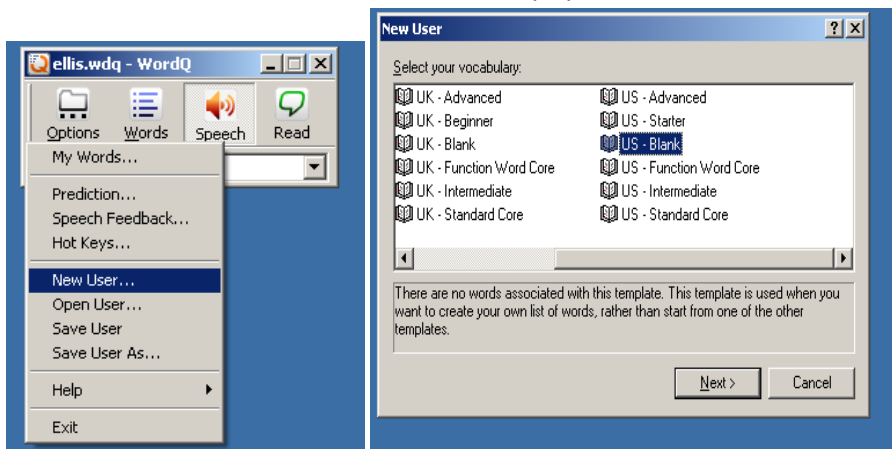 ellis.wdq - WordQ
Options Words Speech Read
My Words...
Prediction...
Speech Feedback...
Hot Keys...
New User...
Open User...
Save User
Save User As...
Help
Exit
New User
Select your vocabulary:
UK - Advanced US - Advanced
UK - Beginner US - Starter
UK - Blank US - Blank
UK - Function Word Core US - Function Word Core
UK - Intermediate US - Intermediate
UK - Standard Core US - Standard Core
There are no words associated with this template. This template is used when you
want to create your own list of words, rather than start from one of the other
templates.
Next > Cancel